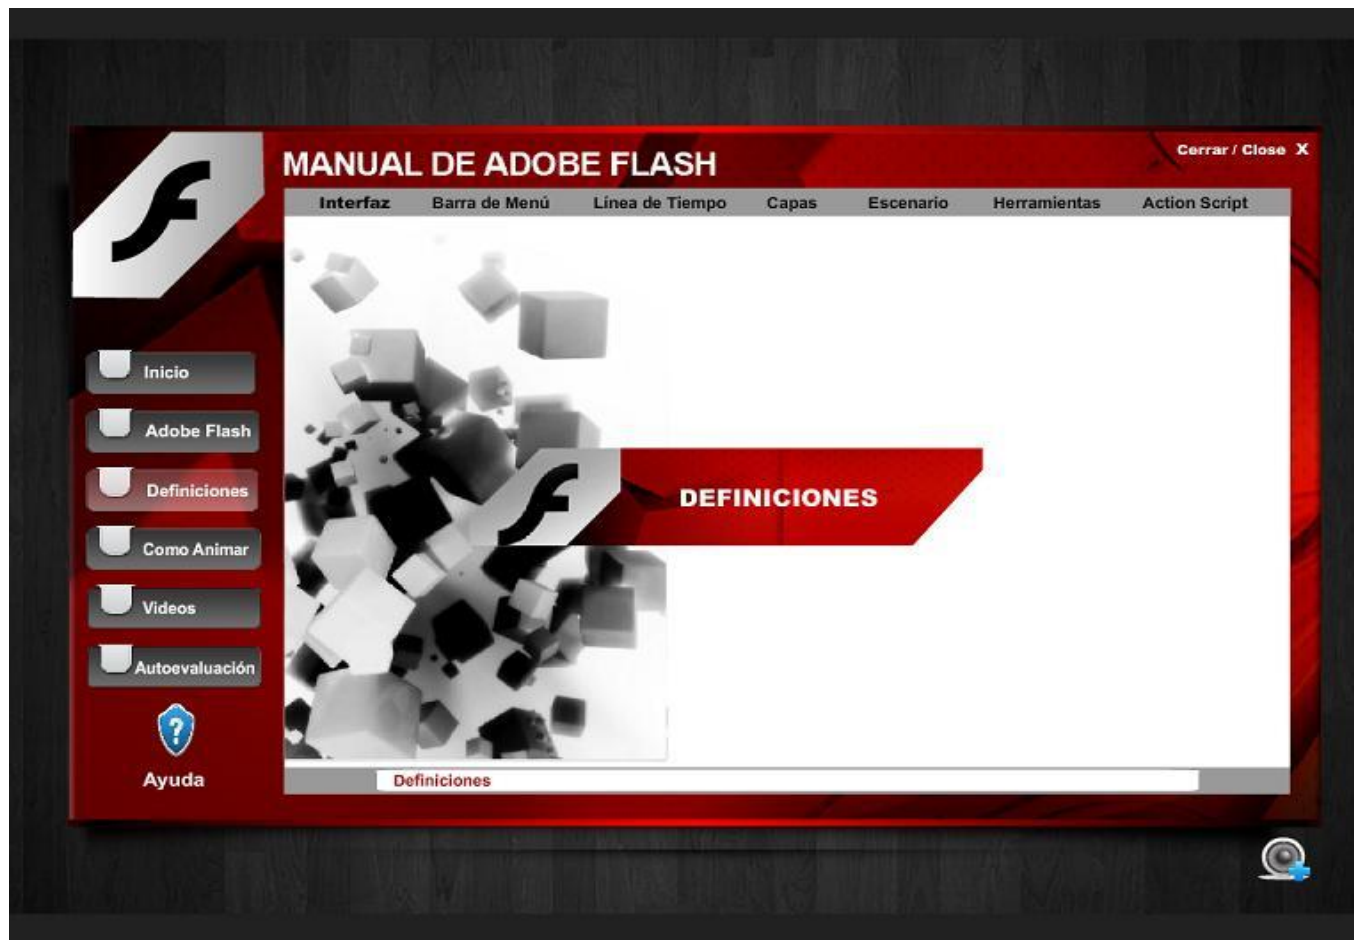 Cerrar / Close X
MANUAL DE ADOBE FLASH
Interfaz Barra de Menú Línea de Tiempo Capas Escenario Herramientas Action Script
Inicio
Adobe Flash
Definiciones
Como Animar
Videos
Autoevaluación
?
Ayuda
DEFINICIONES
Definiciones